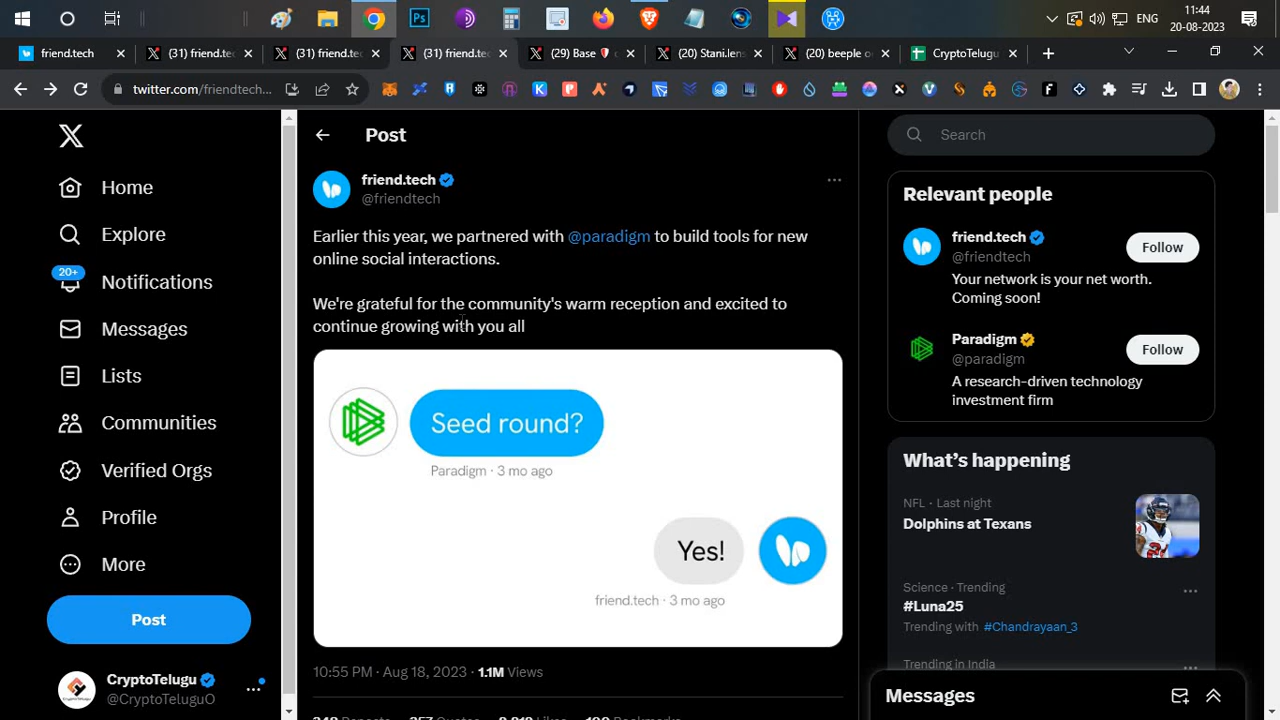 11:44
ENG
20-08-2023
friend.tech
(31) friend.tec
(31) friend.tec
(31) friend.tec
(29) Base
(20) Stani.lens
(20) beeple
CryptoTelugu
twitter.com/friendtech...
Post
Search
Home
Explore
20+
Notifications
Messages
Lists
Communities
Verified Orgs
Profile
More
Post
CryptoTelugu
@CryptoTeluguO
friend.tech
@friendtech
Earlier this year, we partnered with @paradigm to build tools for new
online social interactions.
We're grateful for the community's warm reception and excited to
continue growing with you all
Seed round?
Paradigm · 3 mo ago
Yes!
friend.tech · 3 mo ago
10:55 PM · Aug 18, 2023 · 1.1M Views
Relevant people
friend.tech
@friendtech
Follow
Your network is your net worth.
Coming soon!
Paradigm
@paradigm
Follow
A research-driven technology
investment firm
What's happening
NFL · Last night
Dolphins at Texans
Science · Trending
#Luna25
Trending with #Chandrayaan_3
Trending in India
Messages